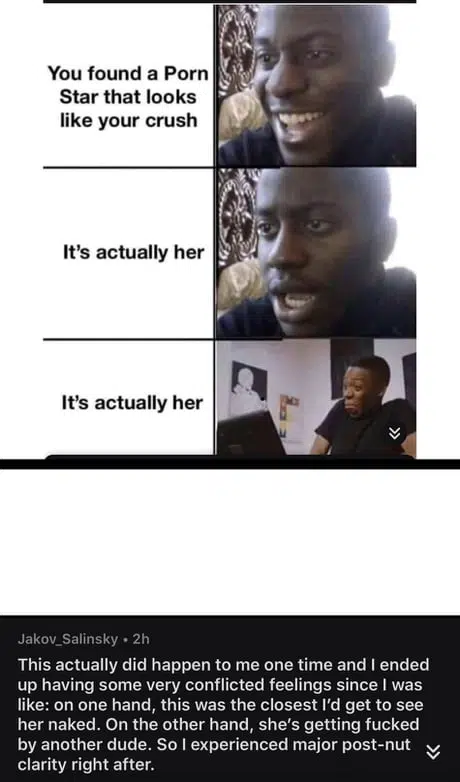 You found a Porn
Star that looks
like your crush
It's actually her
It's actually her
Jakov_Salinsky • 2h
This actually did happen to me one time and I ended
up having some very conflicted feelings since I was
like: on one hand, this was the closest I'd get to see
her naked. On the other hand, she's getting fucked
by another dude. So I experienced major post-nut
clarity right after.